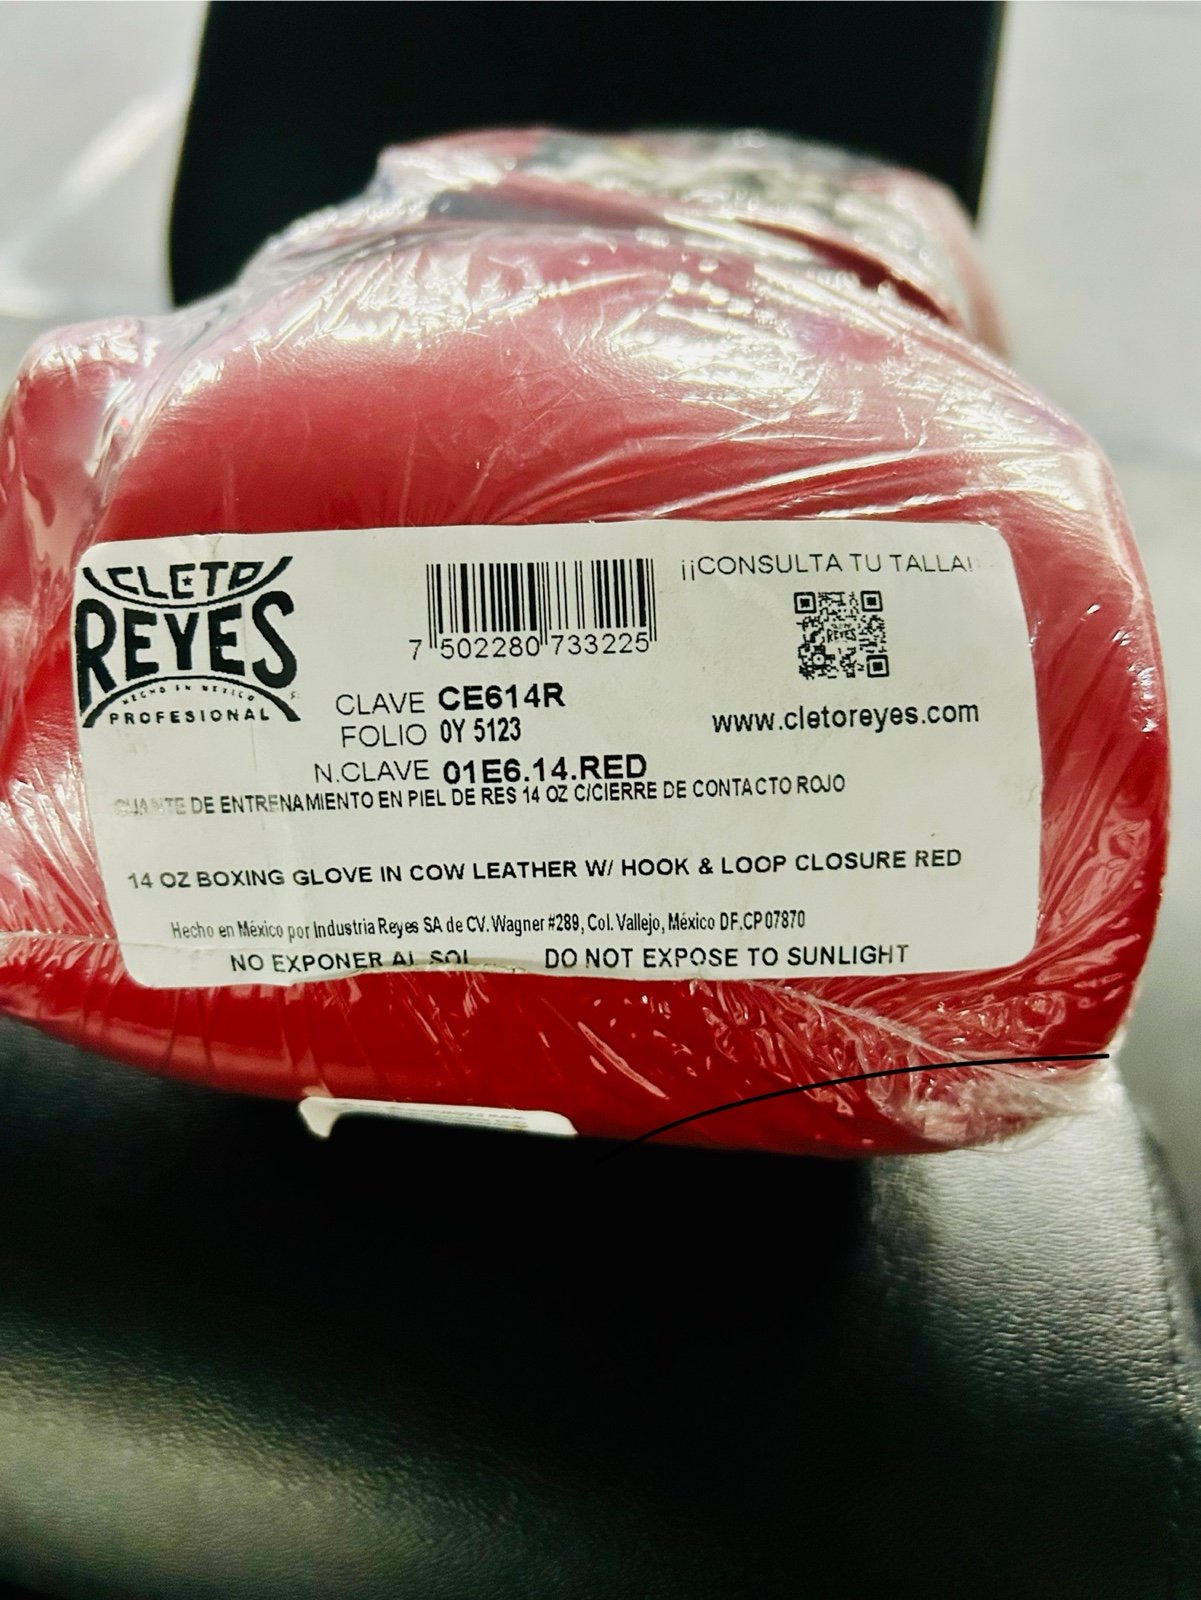 CLETO
REYES
HECHO EN MEXICO
PROFESIONAL
7 502280 733225
¡¡CONSULTA TU TALLA!
REYES
www.cletoreyes.com
CLAVE CE614R
FOLIO 0Y 5123
N.CLAVE 01E6.14.RED
GUANTE DE ENTRENAMIENTO EN PIEL DE RES 14 OZ C/CIERRE DE CONTACTO ROJO
14 OZ BOXING GLOVE IN COW LEATHER W/ HOOK & LOOP CLOSURE RED
Hecho en México por Industria Reyes SA de CV. Wagner #289, Col. Vallejo, México DF.CP 07870
NO EXPONER AL SOL DO NOT EXPOSE TO SUNLIGHT